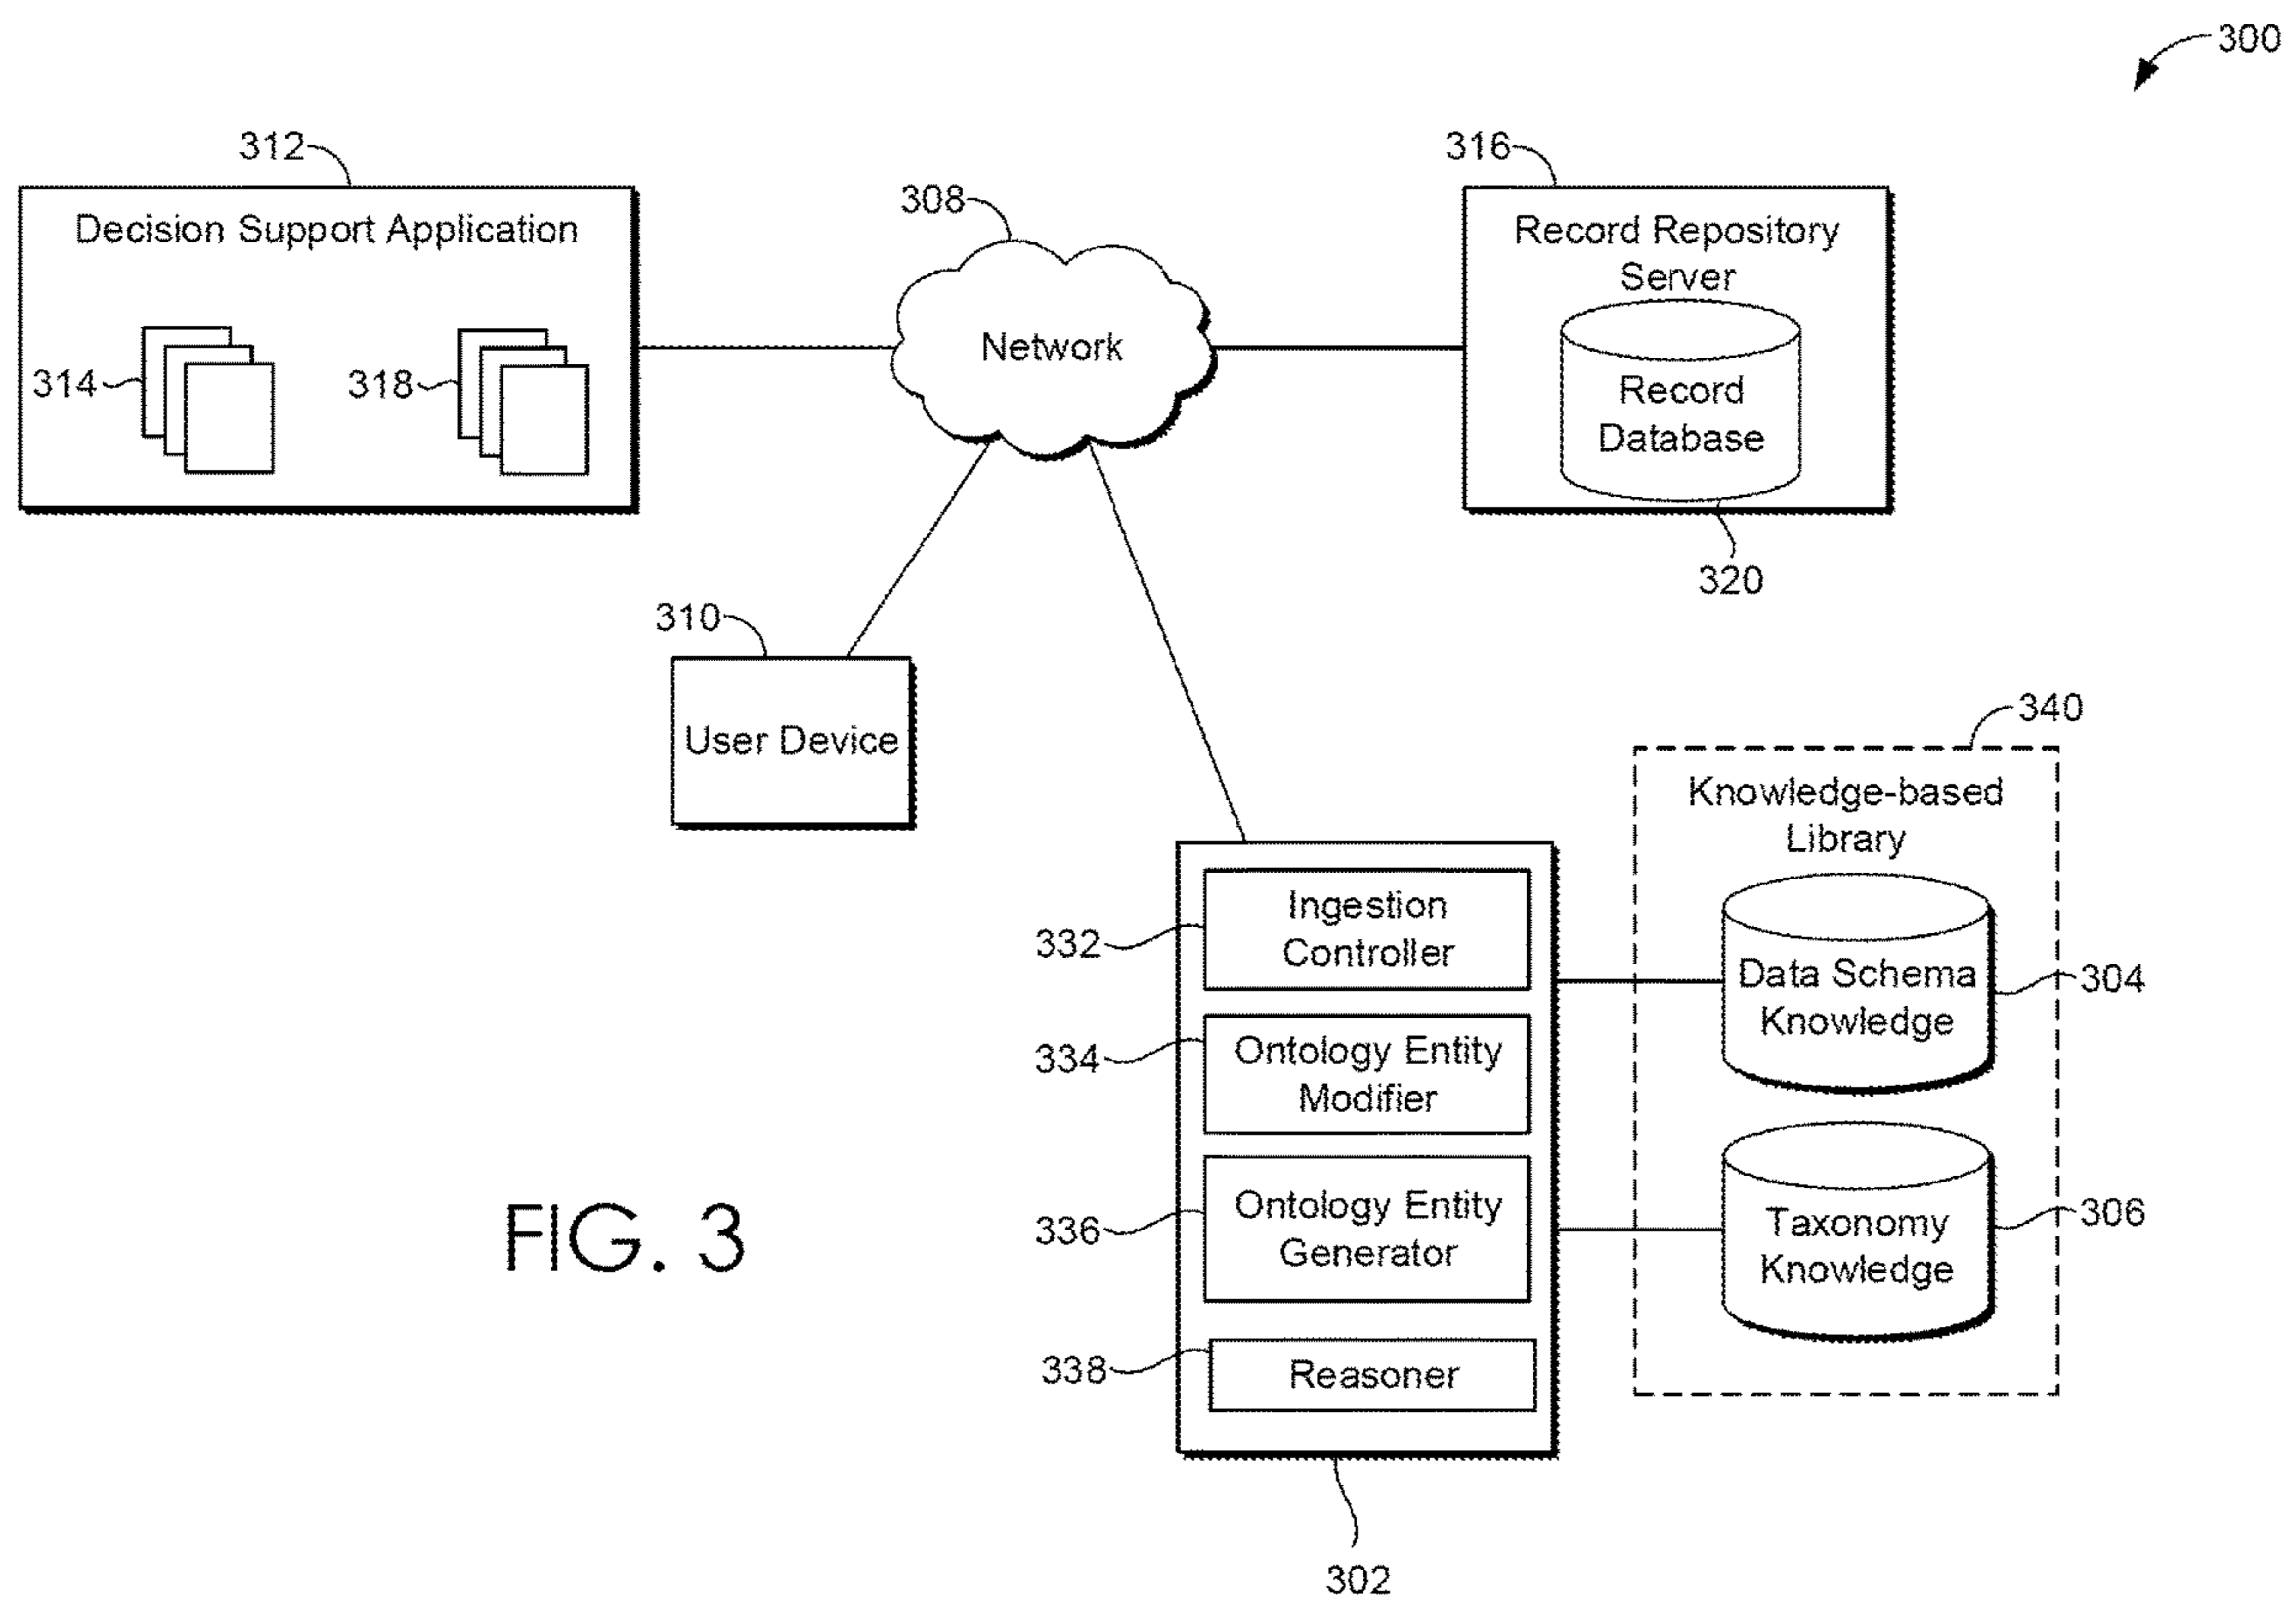 300
312
Decision Support Application
314
318
308
Network
316
Record Repository
Server
Record
Database
320
310
User Device
340
Knowledge-based
Library
Data Schema
Knowledge
304
Taxonomy
Knowledge
306
332
Ingestion
Controller
334
Ontology Entity
Modifier
336
Ontology Entity
Generator
338
Reasoner
302
FIG. 3